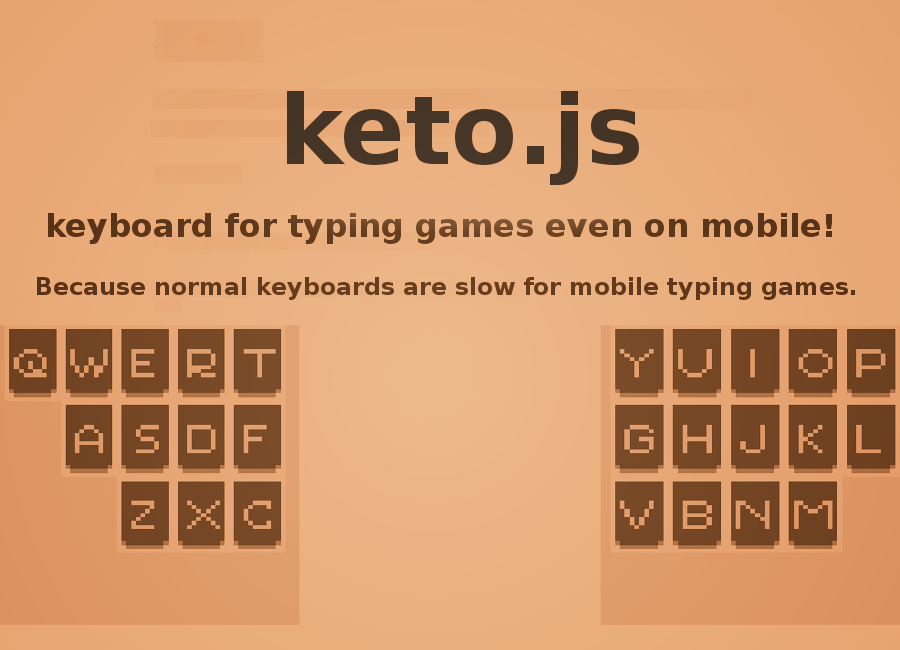 keto.js
keyboard for typing games even on mobile!
Because normal keyboards are slow for mobile typing games.
Q W E R T Y U I O P
A S D F G H J K L
Z X C V B N M